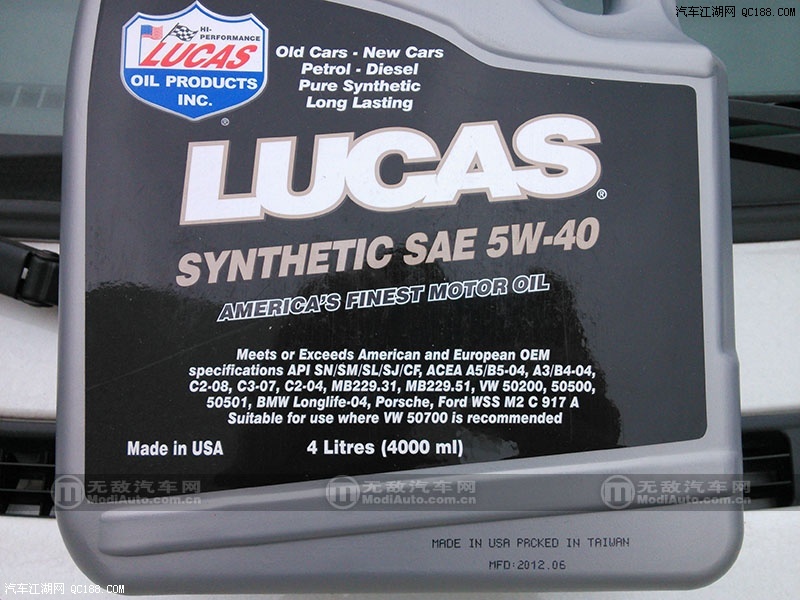 汽车江湖网 QC188.COM
HI-PERFORMANCE
LUCAS
OIL PRODUCTS
INC.
®
Old Cars - New Cars
Petrol - Diesel
Pure Synthetic
Long Lasting
LUCAS®
SYNTHETIC SAE 5W-40
AMERICA'S FINEST MOTOR OIL
Meets or Exceeds American and European OEM
specifications API SN/SM/SL/SJ/CF, ACEA A5/B5-04, A3/B4-04,
C2-08, C3-07, C2-04, MB229.31, MB229.51, VW 50200, 50500,
50501, BMW Longlife-04, Porsche, Ford WSS M2 C 917 A
Suitable for use where VW 50700 is recommended
Made in USA 4 Litres (4000 ml)
无敌汽车网 无敌汽车网 无敌汽车网
ModiAuto.com.cn ModiAuto.com.cn ModiAuto.com.cn
MADE IN USA PACKED IN TAIWAN
MFD:2012.06
汽车江湖网 QC188.COM